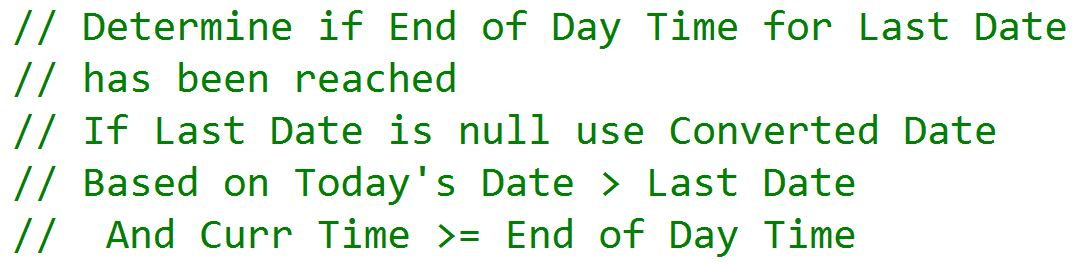 // Determine if End of Day Time for Last Date
// has been reached
// If Last Date is null use Converted Date
// Based on Today's Date > Last Date
//  And Curr Time >= End of Day Time